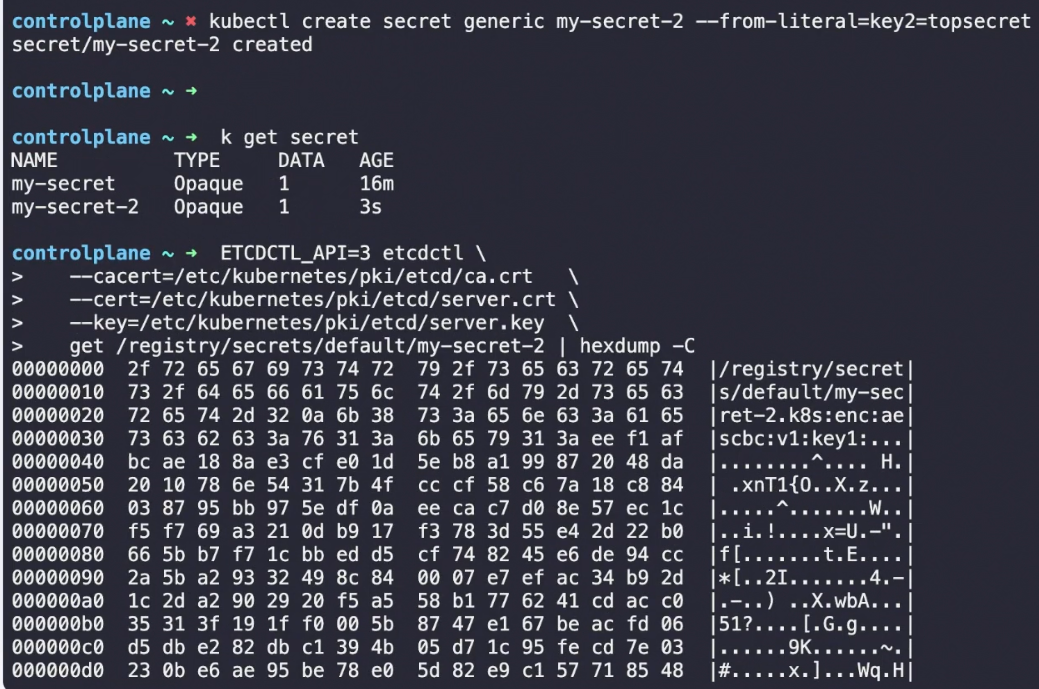 controlplane ~ ✖ kubectl create secret generic my-secret-2 --from-literal=key2=topsecret
secret/my-secret-2 created
controlplane ~ ➜
controlplane ~ ➜  k get secret
NAME          TYPE     DATA   AGE
my-secret     Opaque   1      16m
my-secret-2   Opaque   1      3s
controlplane ~ ➜  ETCDCTL_API=3 etcdctl \
>    --cacert=/etc/kubernetes/pki/etcd/ca.crt   \
>    --cert=/etc/kubernetes/pki/etcd/server.crt \
>    --key=/etc/kubernetes/pki/etcd/server.key  \
>    get /registry/secrets/default/my-secret-2 | hexdump -C
00000000  2f 72 65 67 69 73 74 72  79 2f 73 65 63 72 65 74  |/registry/secret|
00000010  73 2f 64 65 66 61 75 6c  74 2f 6d 79 2d 73 65 63  |s/default/my-sec|
00000020  72 65 74 2d 32 0a 6b 38  73 3a 65 6e 63 3a 61 65  |ret-2.k8s:enc:ae|
00000030  73 63 62 63 3a 76 31 3a  6b 65 79 31 3a ee f1 af  |scbc:v1:key1:...|
00000040  bc ae 18 8a e3 cf e0 1d  5e b8 a1 99 87 20 48 da  |........^.... H.|
00000050  20 10 78 6e 54 31 7b 4f  cc cf 58 c6 7a 18 c8 84  | .xnT1{O..X.z...|
00000060  03 87 95 bb 97 5e df 0a  ee ca c7 d0 8e 57 ec 1c  |.....^.......W..|
00000070  f5 f7 69 a3 21 0d b9 17  f3 78 3d 55 e4 2d 22 b0  |..i.!....x=U.-".|
00000080  66 5b b7 f7 1c bb ed d5  cf 74 82 45 e6 de 94 cc  |f[.......t.E....|
00000090  2a 5b a2 93 32 49 8c 84  00 07 e7 ef ac 34 b9 2d  |*[..2I.......4.-|
000000a0  1c 2d a2 90 29 20 f5 a5  58 b1 77 62 41 cd ac c0  |.-..) ..X.wbA...|
000000b0  35 31 3f 19 1f f0 00 5b  87 47 e1 67 be ac fd 06  |51?....[.G.g....|
000000c0  d5 db e2 82 db c1 39 4b  05 d7 1c 95 fe cd 7e 03  |......9K......~.|
000000d0  23 0b e6 ae 95 be 78 e0  5d 82 e9 c1 57 71 85 48  |#.....x.]...Wq.H|